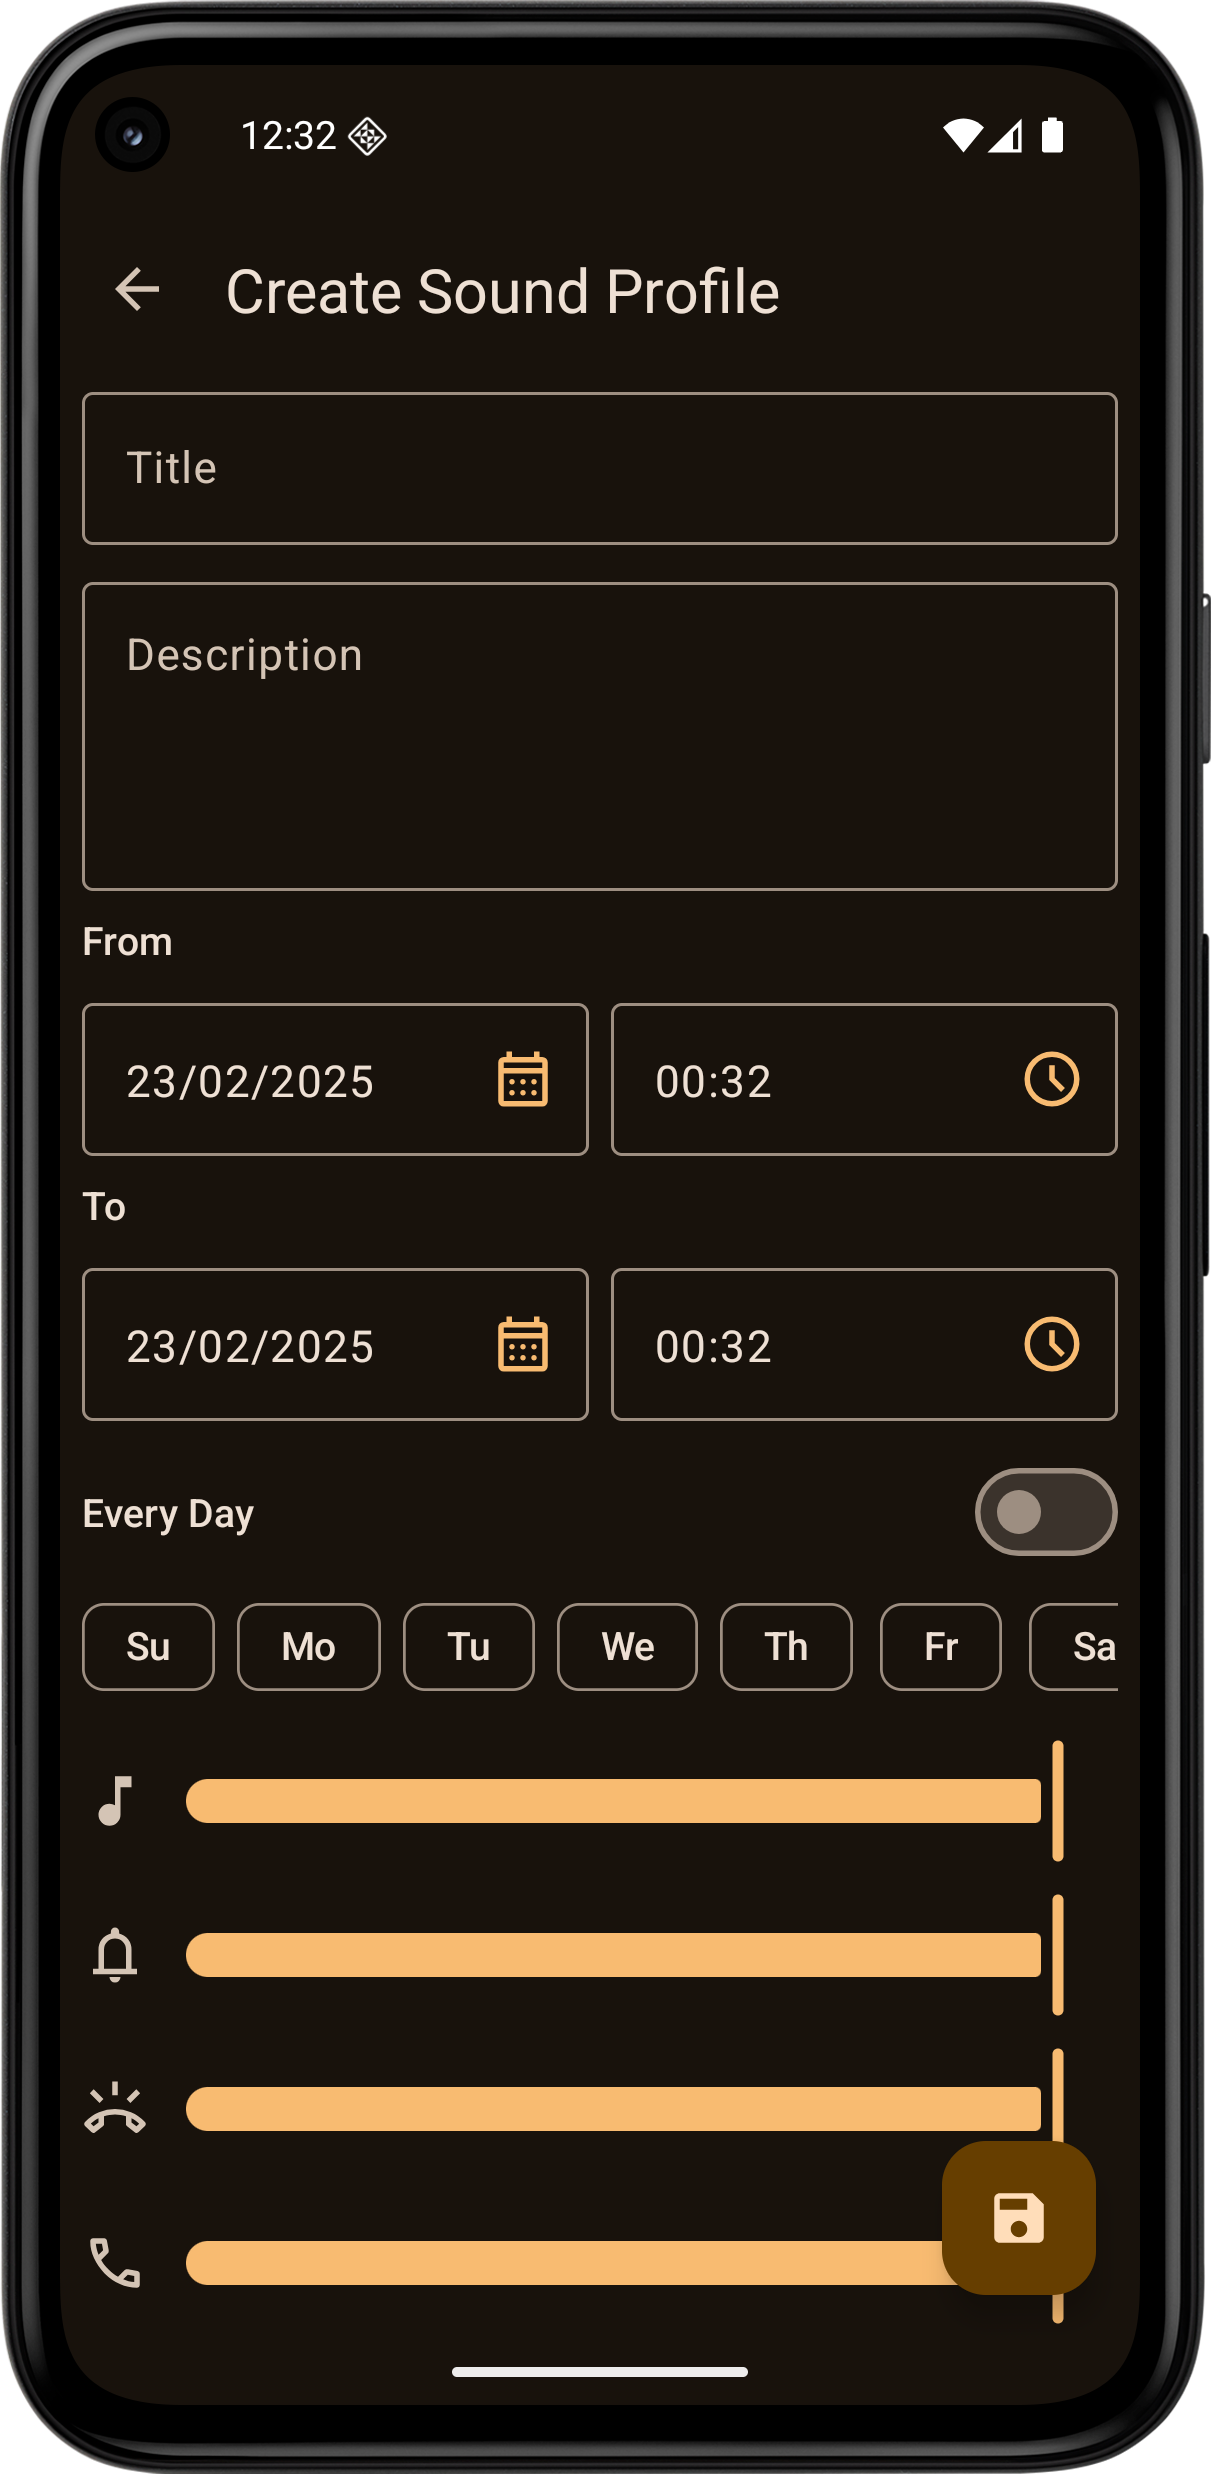 12:32
Create Sound Profile
Title
Description
From
23/02/2025 00:32
To
23/02/2025 00:32
Every Day
Su Mo Tu We Th Fr Sa